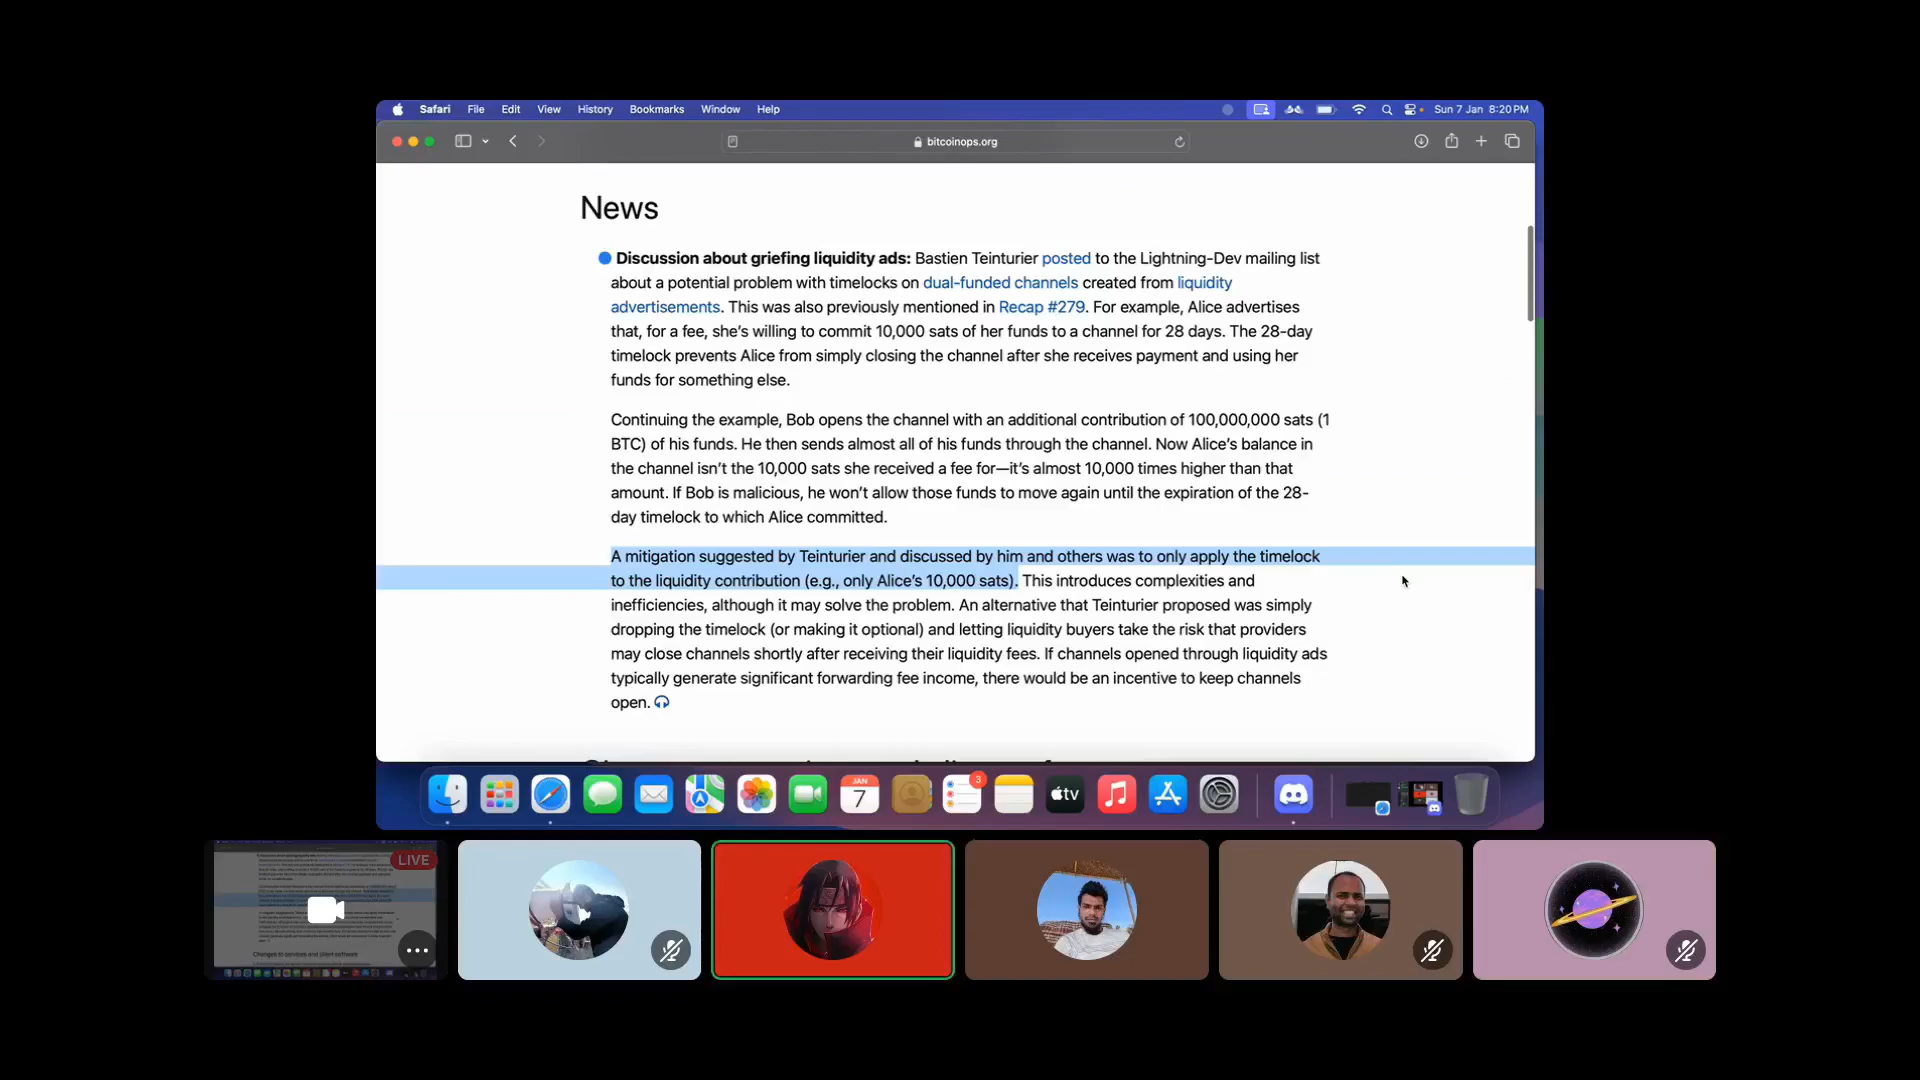 Safari File Edit View History Bookmarks Window Help Sun 7 Jan 8:20 PM
bitcoinops.org
News
Discussion about griefing liquidity ads: Bastien Teinturier posted to the Lightning-Dev mailing list
about a potential problem with timelocks on dual-funded channels created from liquidity
advertisements. This was also previously mentioned in Recap #279. For example, Alice advertises
that, for a fee, she’s willing to commit 10,000 sats of her funds to a channel for 28 days. The 28-day
timelock prevents Alice from simply closing the channel after she receives payment and using her
funds for something else.
Continuing the example, Bob opens the channel with an additional contribution of 100,000,000 sats (1
BTC) of his funds. He then sends almost all of his funds through the channel. Now Alice’s balance in
the channel isn’t the 10,000 sats she received a fee for—it’s almost 10,000 times higher than that
amount. If Bob is malicious, he won’t allow those funds to move again until the expiration of the 28-
day timelock to which Alice committed.
A mitigation suggested by Teinturier and discussed by him and others was to only apply the timelock
to the liquidity contribution (e.g., only Alice’s 10,000 sats). This introduces complexities and
inefficiencies, although it may solve the problem. An alternative that Teinturier proposed was simply
dropping the timelock (or making it optional) and letting liquidity buyers take the risk that providers
may close channels shortly after receiving their liquidity fees. If channels opened through liquidity ads
typically generate significant forwarding fee income, there would be an incentive to keep channels
open.
JAN
7
3
tv
LIVE
Changes to services and client software